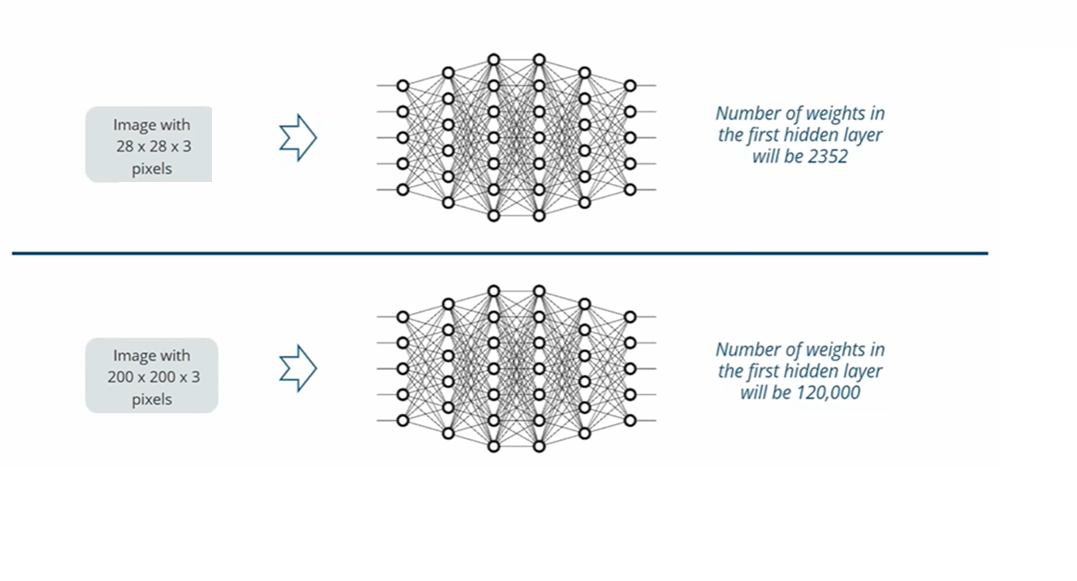 Image with
28 x 28 x 3
pixels
Number of weights in
the first hidden layer
will be 2352
Image with
200 x 200 x 3
pixels
Number of weights in
the first hidden layer
will be 120,000